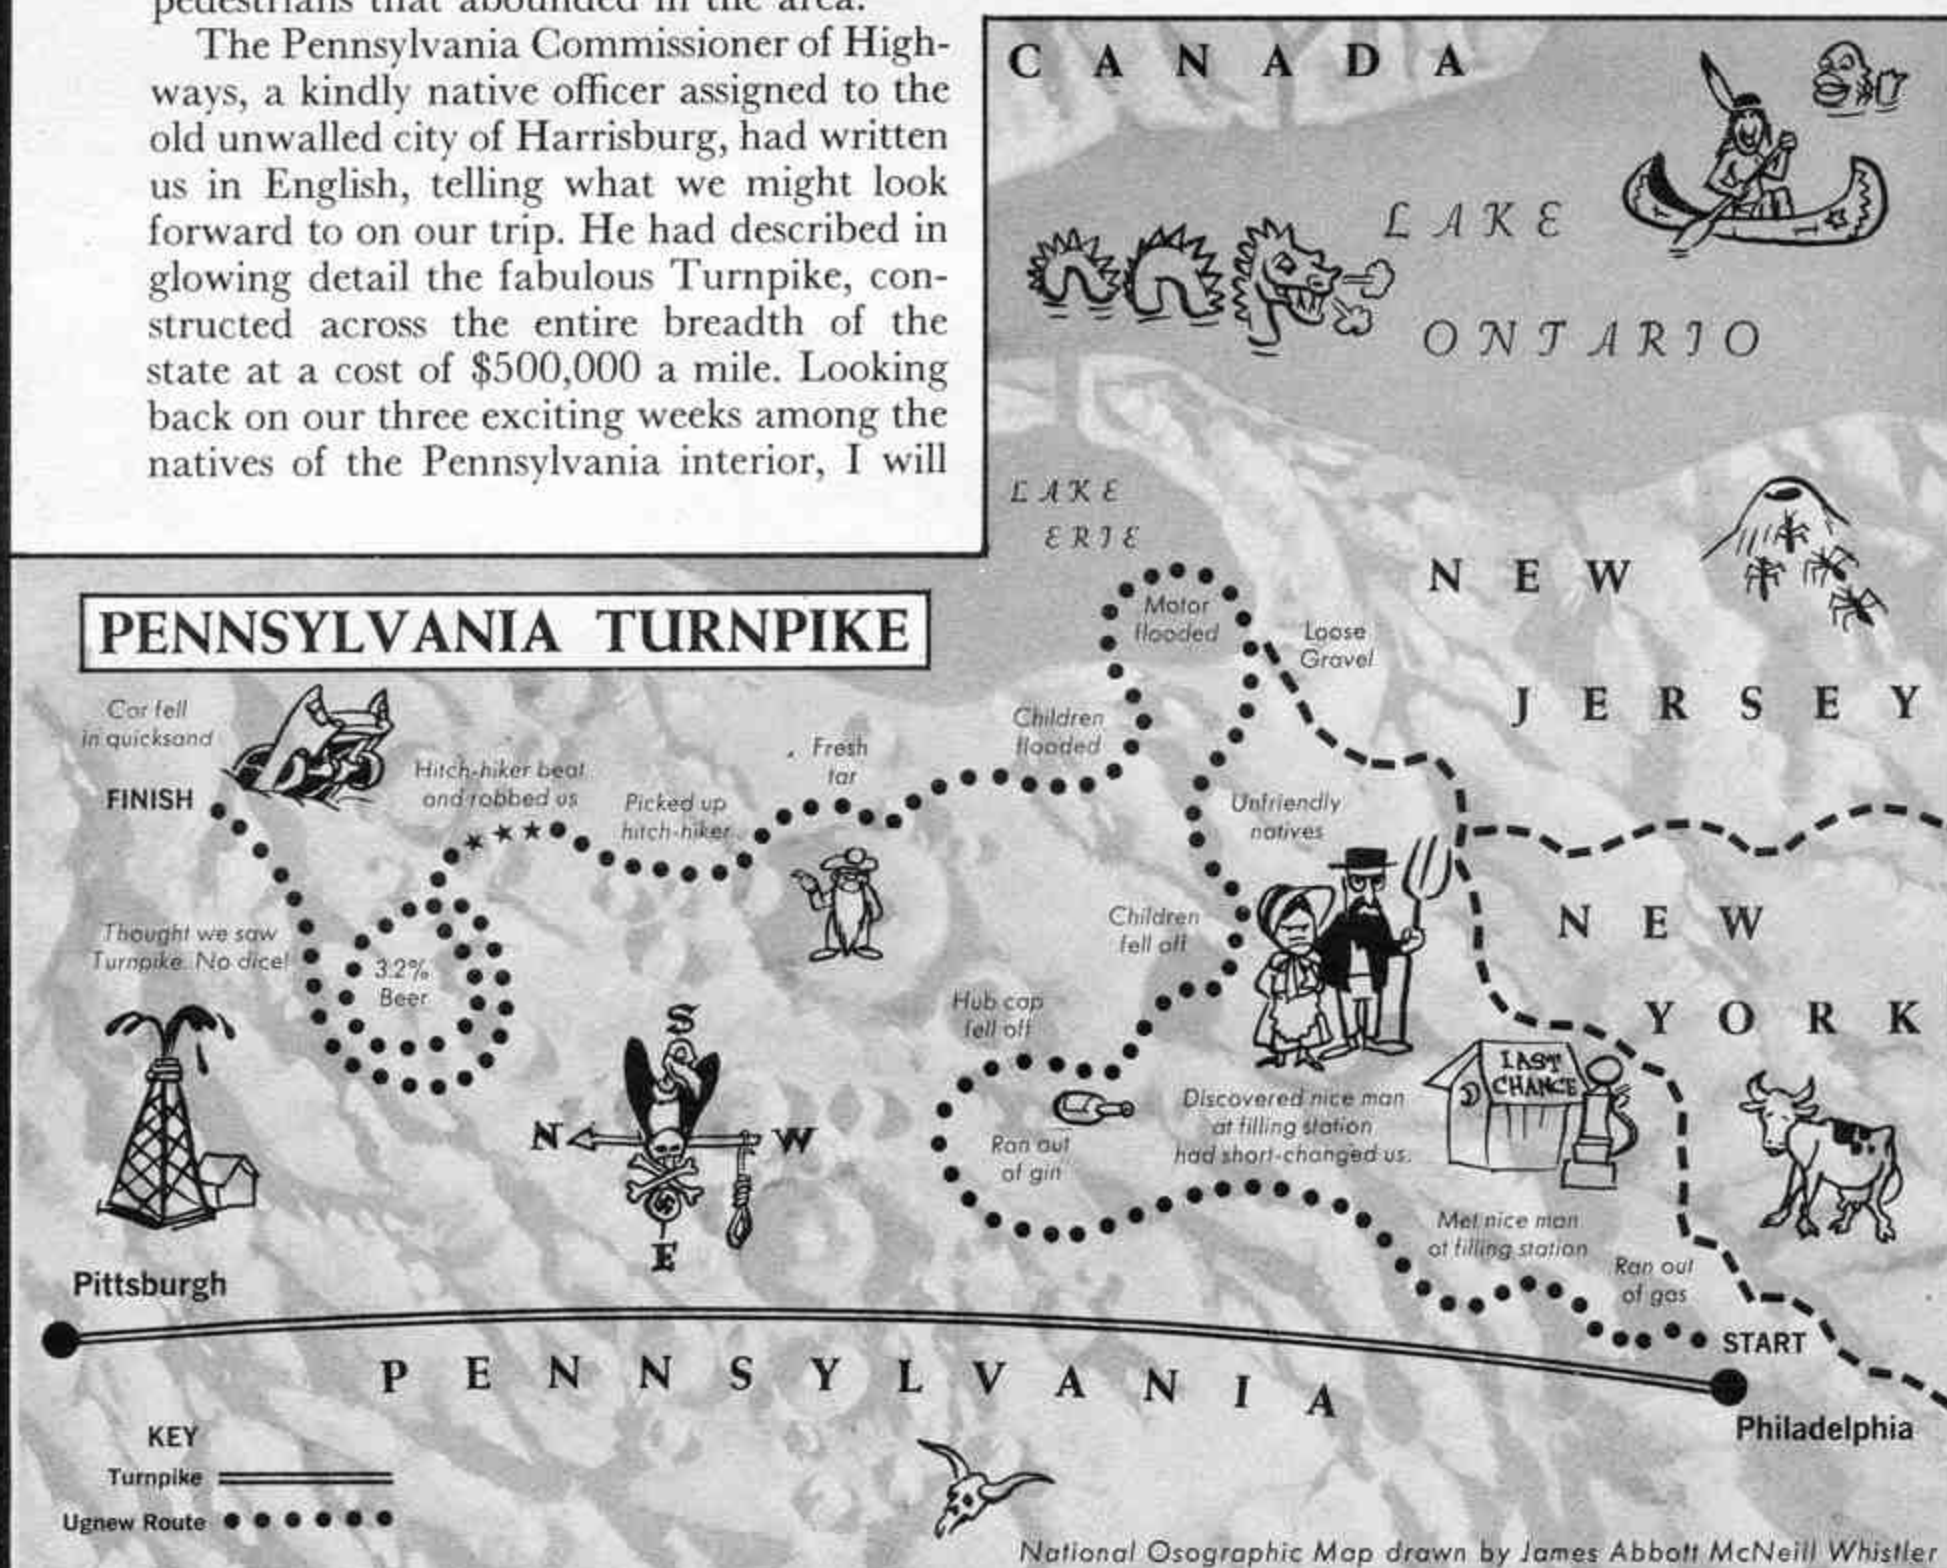 pedestrians that abounded in the area.
The Pennsylvania Commissioner of High-
ways, a kindly native officer assigned to the
old unwalled city of Harrisburg, had written
us in English, telling what we might look
forward to on our trip. He had described in
glowing detail the fabulous Turnpike, con-
structed across the entire breadth of the
state at a cost of $500,000 a mile. Looking
back on our three exciting weeks among the
natives of the Pennsylvania interior, I will
CANADA
LAKE
ONTARIO
LAKE
ERIE
NEW
JERSEY
NEW
YORK
PENNSYLVANIA TURNPIKE
Motor
flooded
Loose
Gravel
Children
flooded
Fresh
tar
Car fell
in quicksand
FINISH
Hitch-hiker beat
and robbed us
Picked up
hitch-hiker
Unfriendly
natives
Thought we saw
Turnpike. No dice!
3.2%
Beer
Children
fell off
Hub cap
fell off
Ran out
of gin
Discovered nice man
at filling station
had short-changed us.
LAST
CHANCE
S
N W
E
Met nice man
at filling station
Ran out
of gas
START
Pittsburgh
PENNSYLVANIA
Philadelphia
KEY
Turnpike
Ugnew Route
National Osographic Map drawn by James Abbott McNeill Whistler